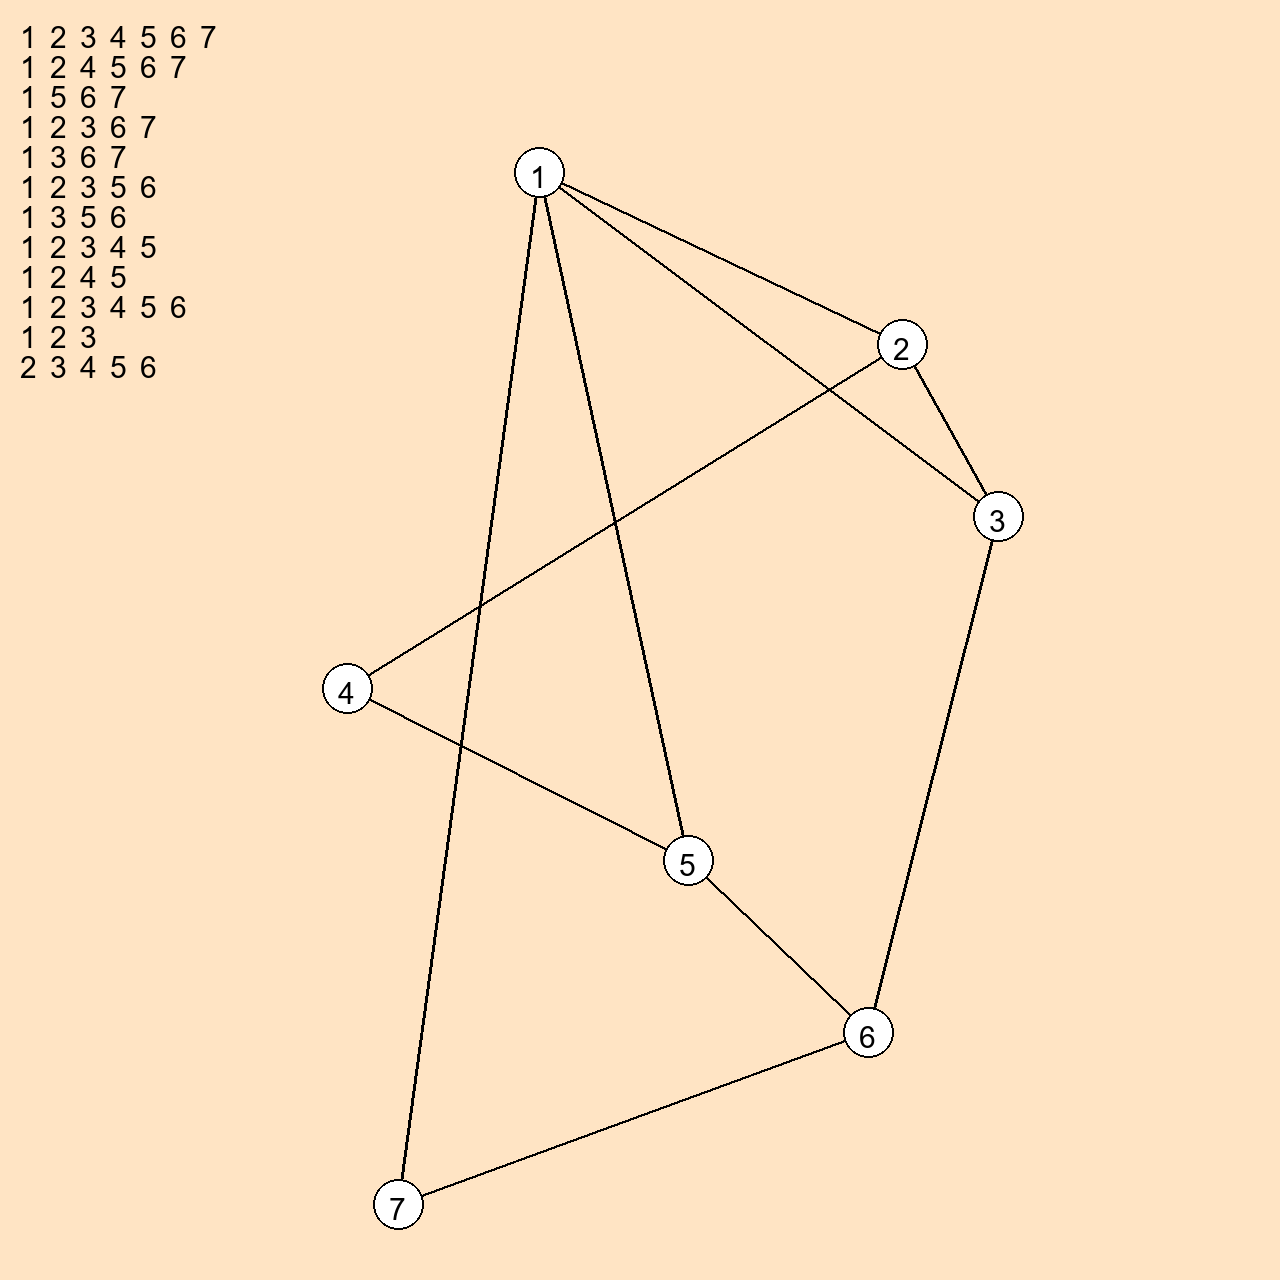 1 2 3 4 5 6 7
1 2 4 5 6 7
1 5 6 7
1 2 3 6 7
1 3 6 7
1 2 3 5 6
1 3 5 6
1 2 3 4 5
1 2 4 5
1 2 3 4 5 6
1 2 3
2 3 4 5 6
1
2
3
4
5
6
7